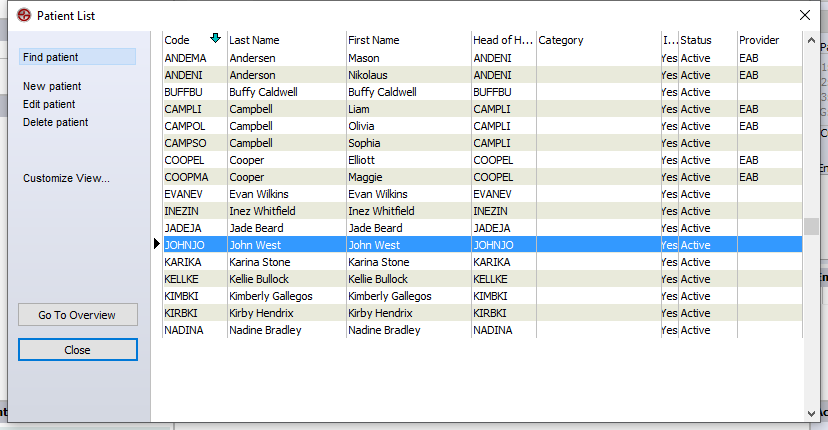 Patient List
Find patient
New patient
Edit patient
Delete patient
Customize View...
Go To Overview
Close
Code Last Name First Name Head of H... Category I... Status Provider
ANDEMA Andersen Mason ANDENI Yes Active EAB
ANDENI Anderson Nikolaus ANDENI Yes Active EAB
BUFFBU Buffy Caldwell Buffy Caldwell BUFFBU Yes Active
CAMPLI Campbell Liam CAMPLI Yes Active EAB
CAMPOL Campbell Olivia CAMPLI Yes Active EAB
CAMPSO Campbell Sophia CAMPLI Yes Active
COOPEL Cooper Elliott COOPEL Yes Active EAB
COOPMA Cooper Maggie COOPEL Yes Active EAB
EVANEV Evan Wilkins Evan Wilkins EVANEV Yes Active
INEZIN Inez Whitfield Inez Whitfield INEZIN Yes Active
JADEJA Jade Beard Jade Beard JADEJA Yes Active
JOHNJO John West John West JOHNJO Yes Active
KARIKA Karina Stone Karina Stone KARIKA Yes Active
KELLKE Kellie Bullock Kellie Bullock KELLKE Yes Active
KIMBKI Kimberly Gallegos Kimberly Gallegos KIMBKI Yes Active
KIRBKI Kirby Hendrix Kirby Hendrix KIRBKI Yes Active
NADINA Nadine Bradley Nadine Bradley NADINA Yes Active